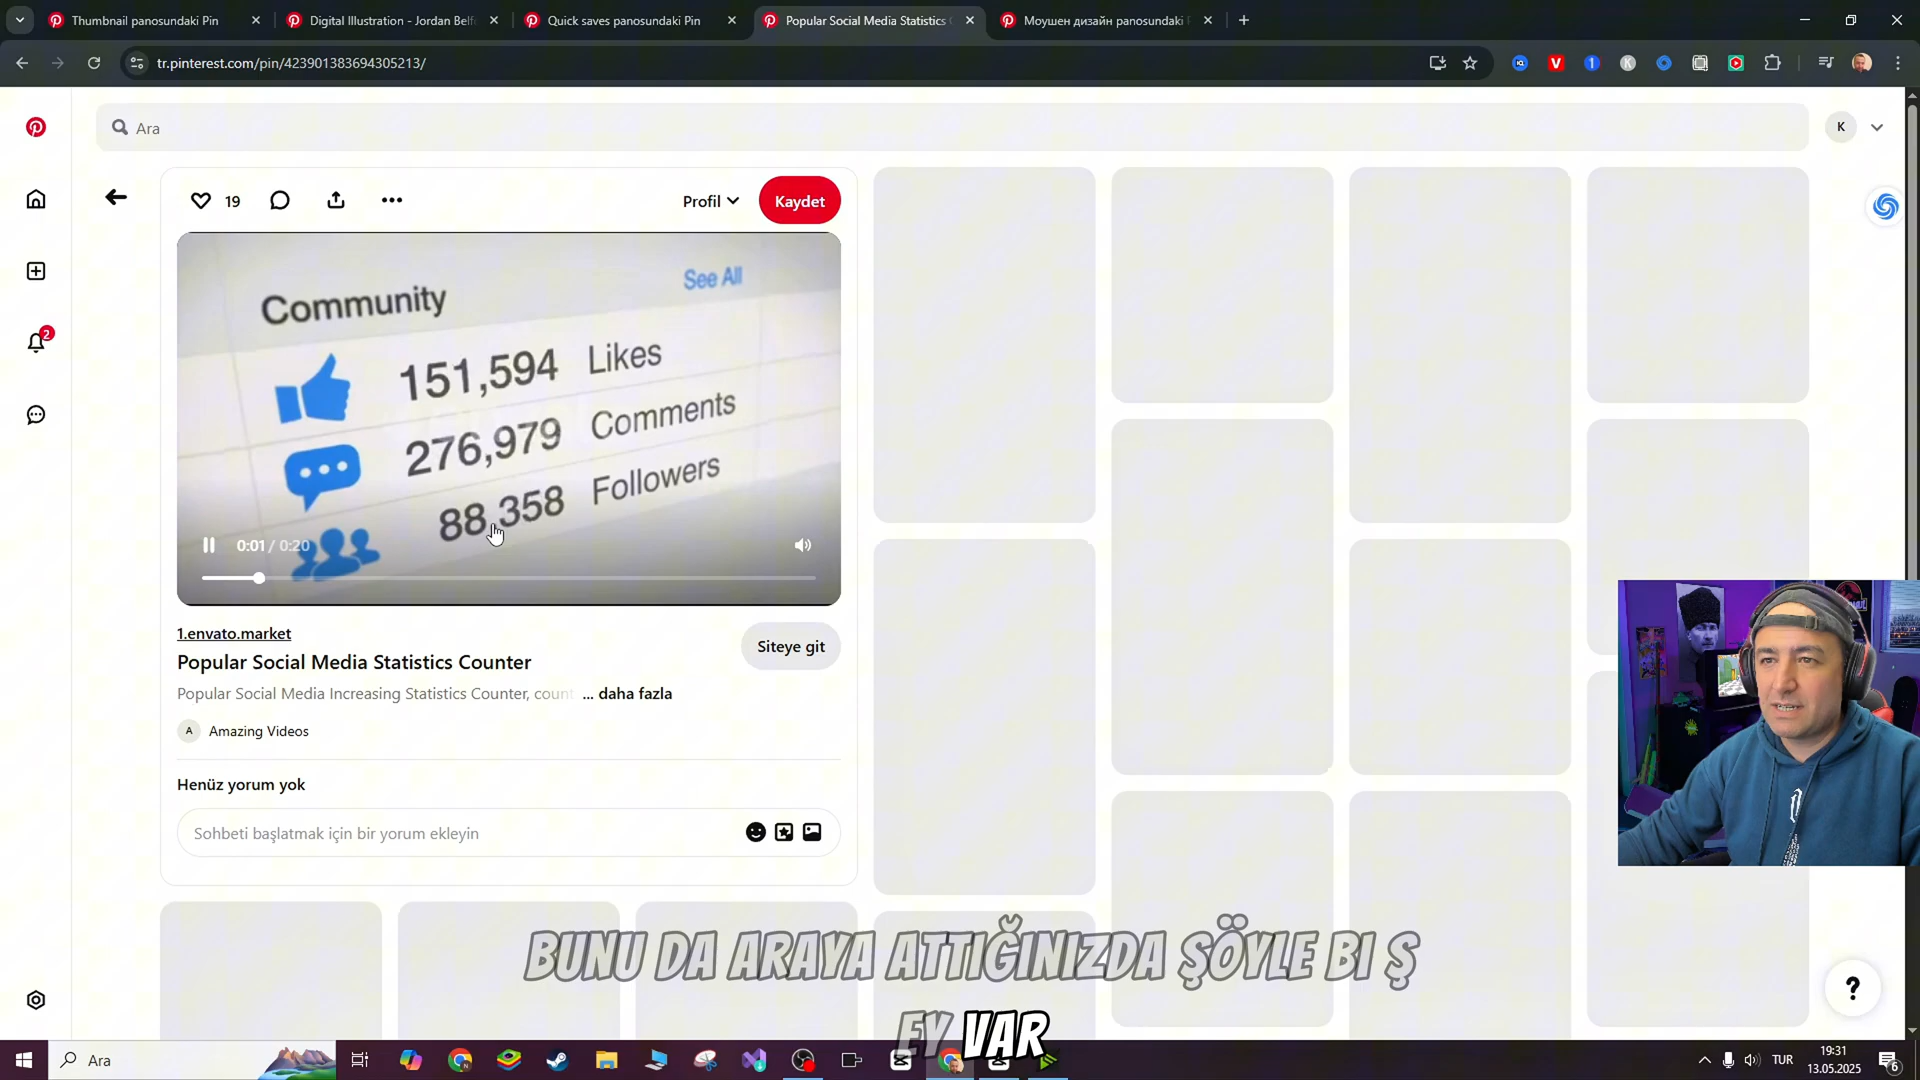 Thumbnail panosundaki Pin
Digital Illustration - Jordan Belf
Quick saves panosundaki Pin
Popular Social Media Statistics
Моушен дизайн panosundaki
tr.pinterest.com/pin/423901383694305213/
Ara
K
2
19
Profil
Kaydet
Community
See All
151,594 Likes
276,979 Comments
88,358 Followers
0:01 / 0:20
1.envato.market
Siteye git
Popular Social Media Statistics Counter
Popular Social Media Increasing Statistics Counter, count ... daha fazla
A
Amazing Videos
Henüz yorum yok
Sohbeti başlatmak için bir yorum ekleyin
BUNU DA ARAYA ATTIĞINIZDA ŞÖYLE BI Ş
EY VAR
?
Ara
TUR
19:31
13.05.2025
6